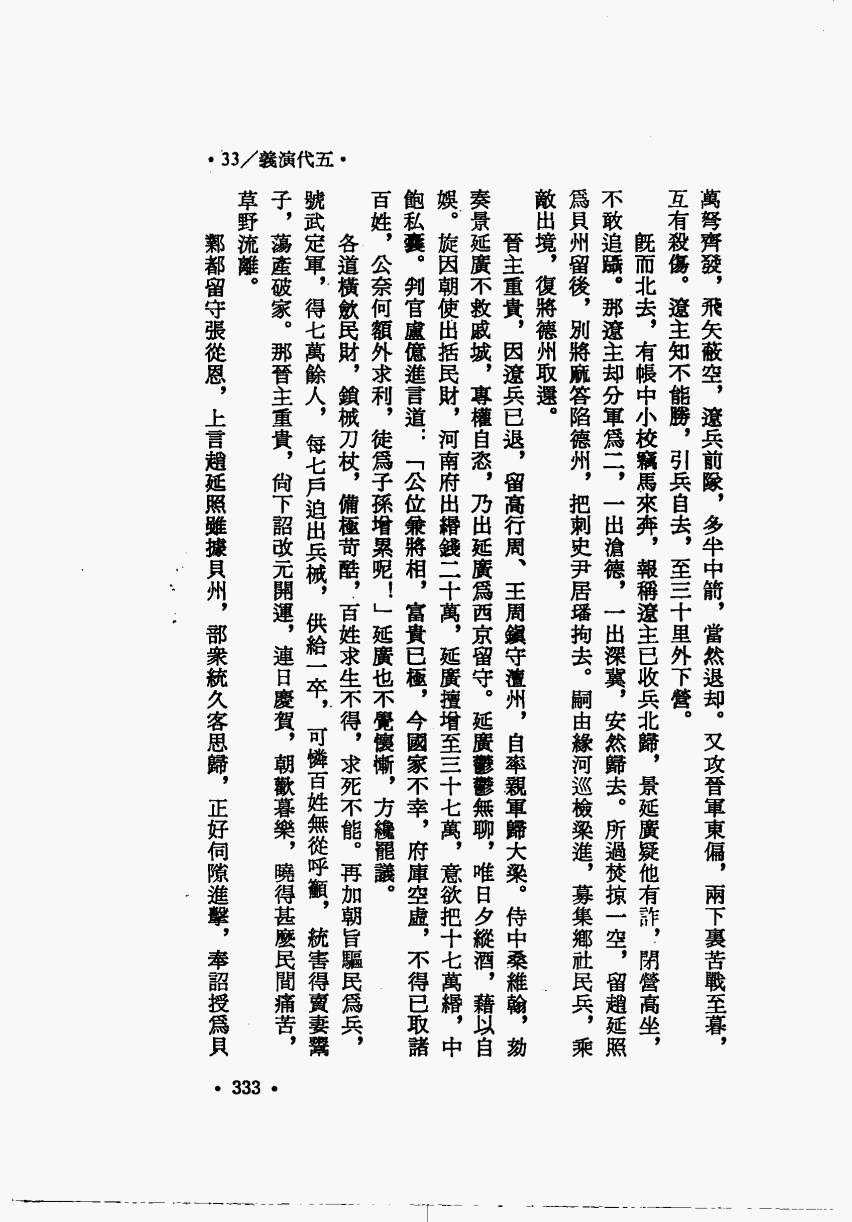 •33／義演代五•
萬弩齊發，飛矢蔽空，遼兵前隊，多半中箭，當然退却。又攻晉軍東偏，兩下裏苦戰至暮，
互有殺傷。遼主知不能勝，引兵自去，至三十里外下營。
旣而北去，有帳中小校竊馬來奔，報稱遼主已收兵北歸，景延廣疑他有詐，閉營高坐，
不敢追躡。那遼主却分軍爲二，一出滄德，一出深冀，安然歸去。所過焚掠一空，留趙延照
爲貝州留後，別將麻答陷德州，把刺史尹居璠拘去。嗣由緣河巡檢梁進，募集鄉社民兵，乘
敵出境，復將德州取還。
晉主重貴，因遼兵已退，留高行周、王周鎭守澶州，自率親軍歸大梁。侍中桑維翰，劾
奏景延廣不救戚城，專權自恣，乃出延廣爲西京留守。延廣鬱鬱無聊，唯日夕縱酒，藉以自
娛。旋因朝使出括民財，河南府出緡錢二十萬，延廣擅增至三十七萬，意欲把十七萬緡，中
飽私囊。判官盧億進言道：「公位兼將相，富貴已極，今國家不幸，府庫空虛，不得已取諸
百姓，公奈何額外求利，徒爲子孫增累呢！」延廣也不覺懷慚，方纔罷議。
各道橫歛民財，鎖械刀杖，備極苛酷，百姓求生不得，求死不能。再加朝旨驅民爲兵，
號武定軍，得七萬餘人，每七戶迫出兵械，供給一卒，可憐百姓無從呼籲，統害得賣妻鬻
子，蕩產破家。那晉主重貴，尙下詔改元開運，連日慶賀，朝歡暮樂，曉得甚麼民間痛苦，
草野流離。
鄴都留守張從恩，上言趙延照雖據貝州，部衆統久客思歸，正好伺隙進擊，奉詔授爲貝
•333•